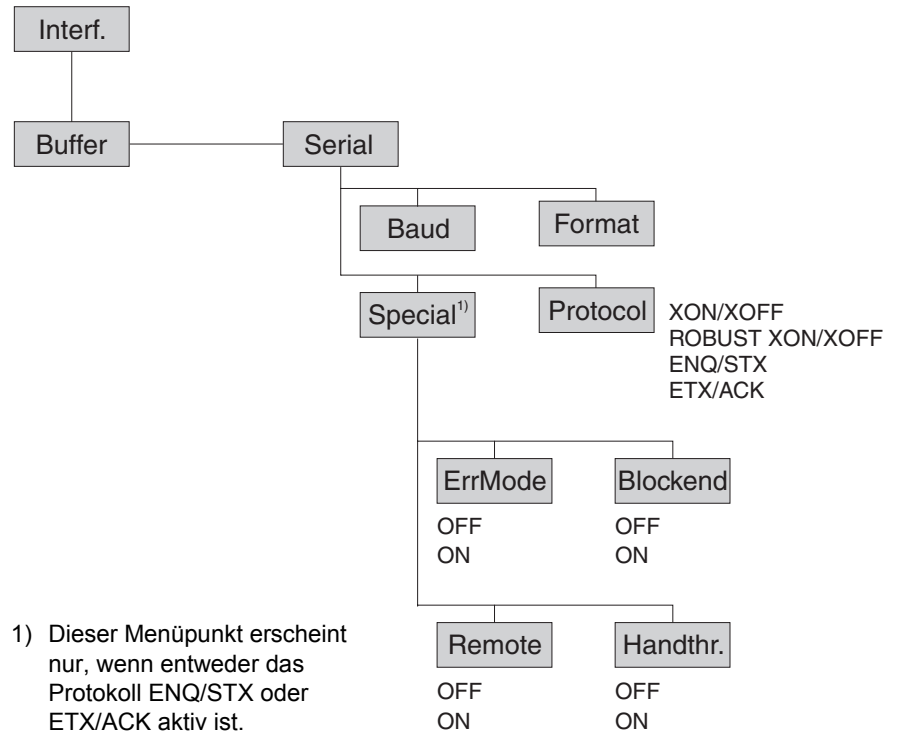 Interf.
Buffer
Serial
Baud
Format
Special1)
Protocol
XON/XOFF
ROBUST XON/XOFF
ENQ/STX
ETX/ACK
ErrMode
OFF
ON
Blockend
OFF
ON
Remote
OFF
ON
Handthr.
OFF
ON
1) Dieser Menüpunkt erscheint
nur, wenn entweder das
Protokoll ENQ/STX oder
ETX/ACK aktiv ist.